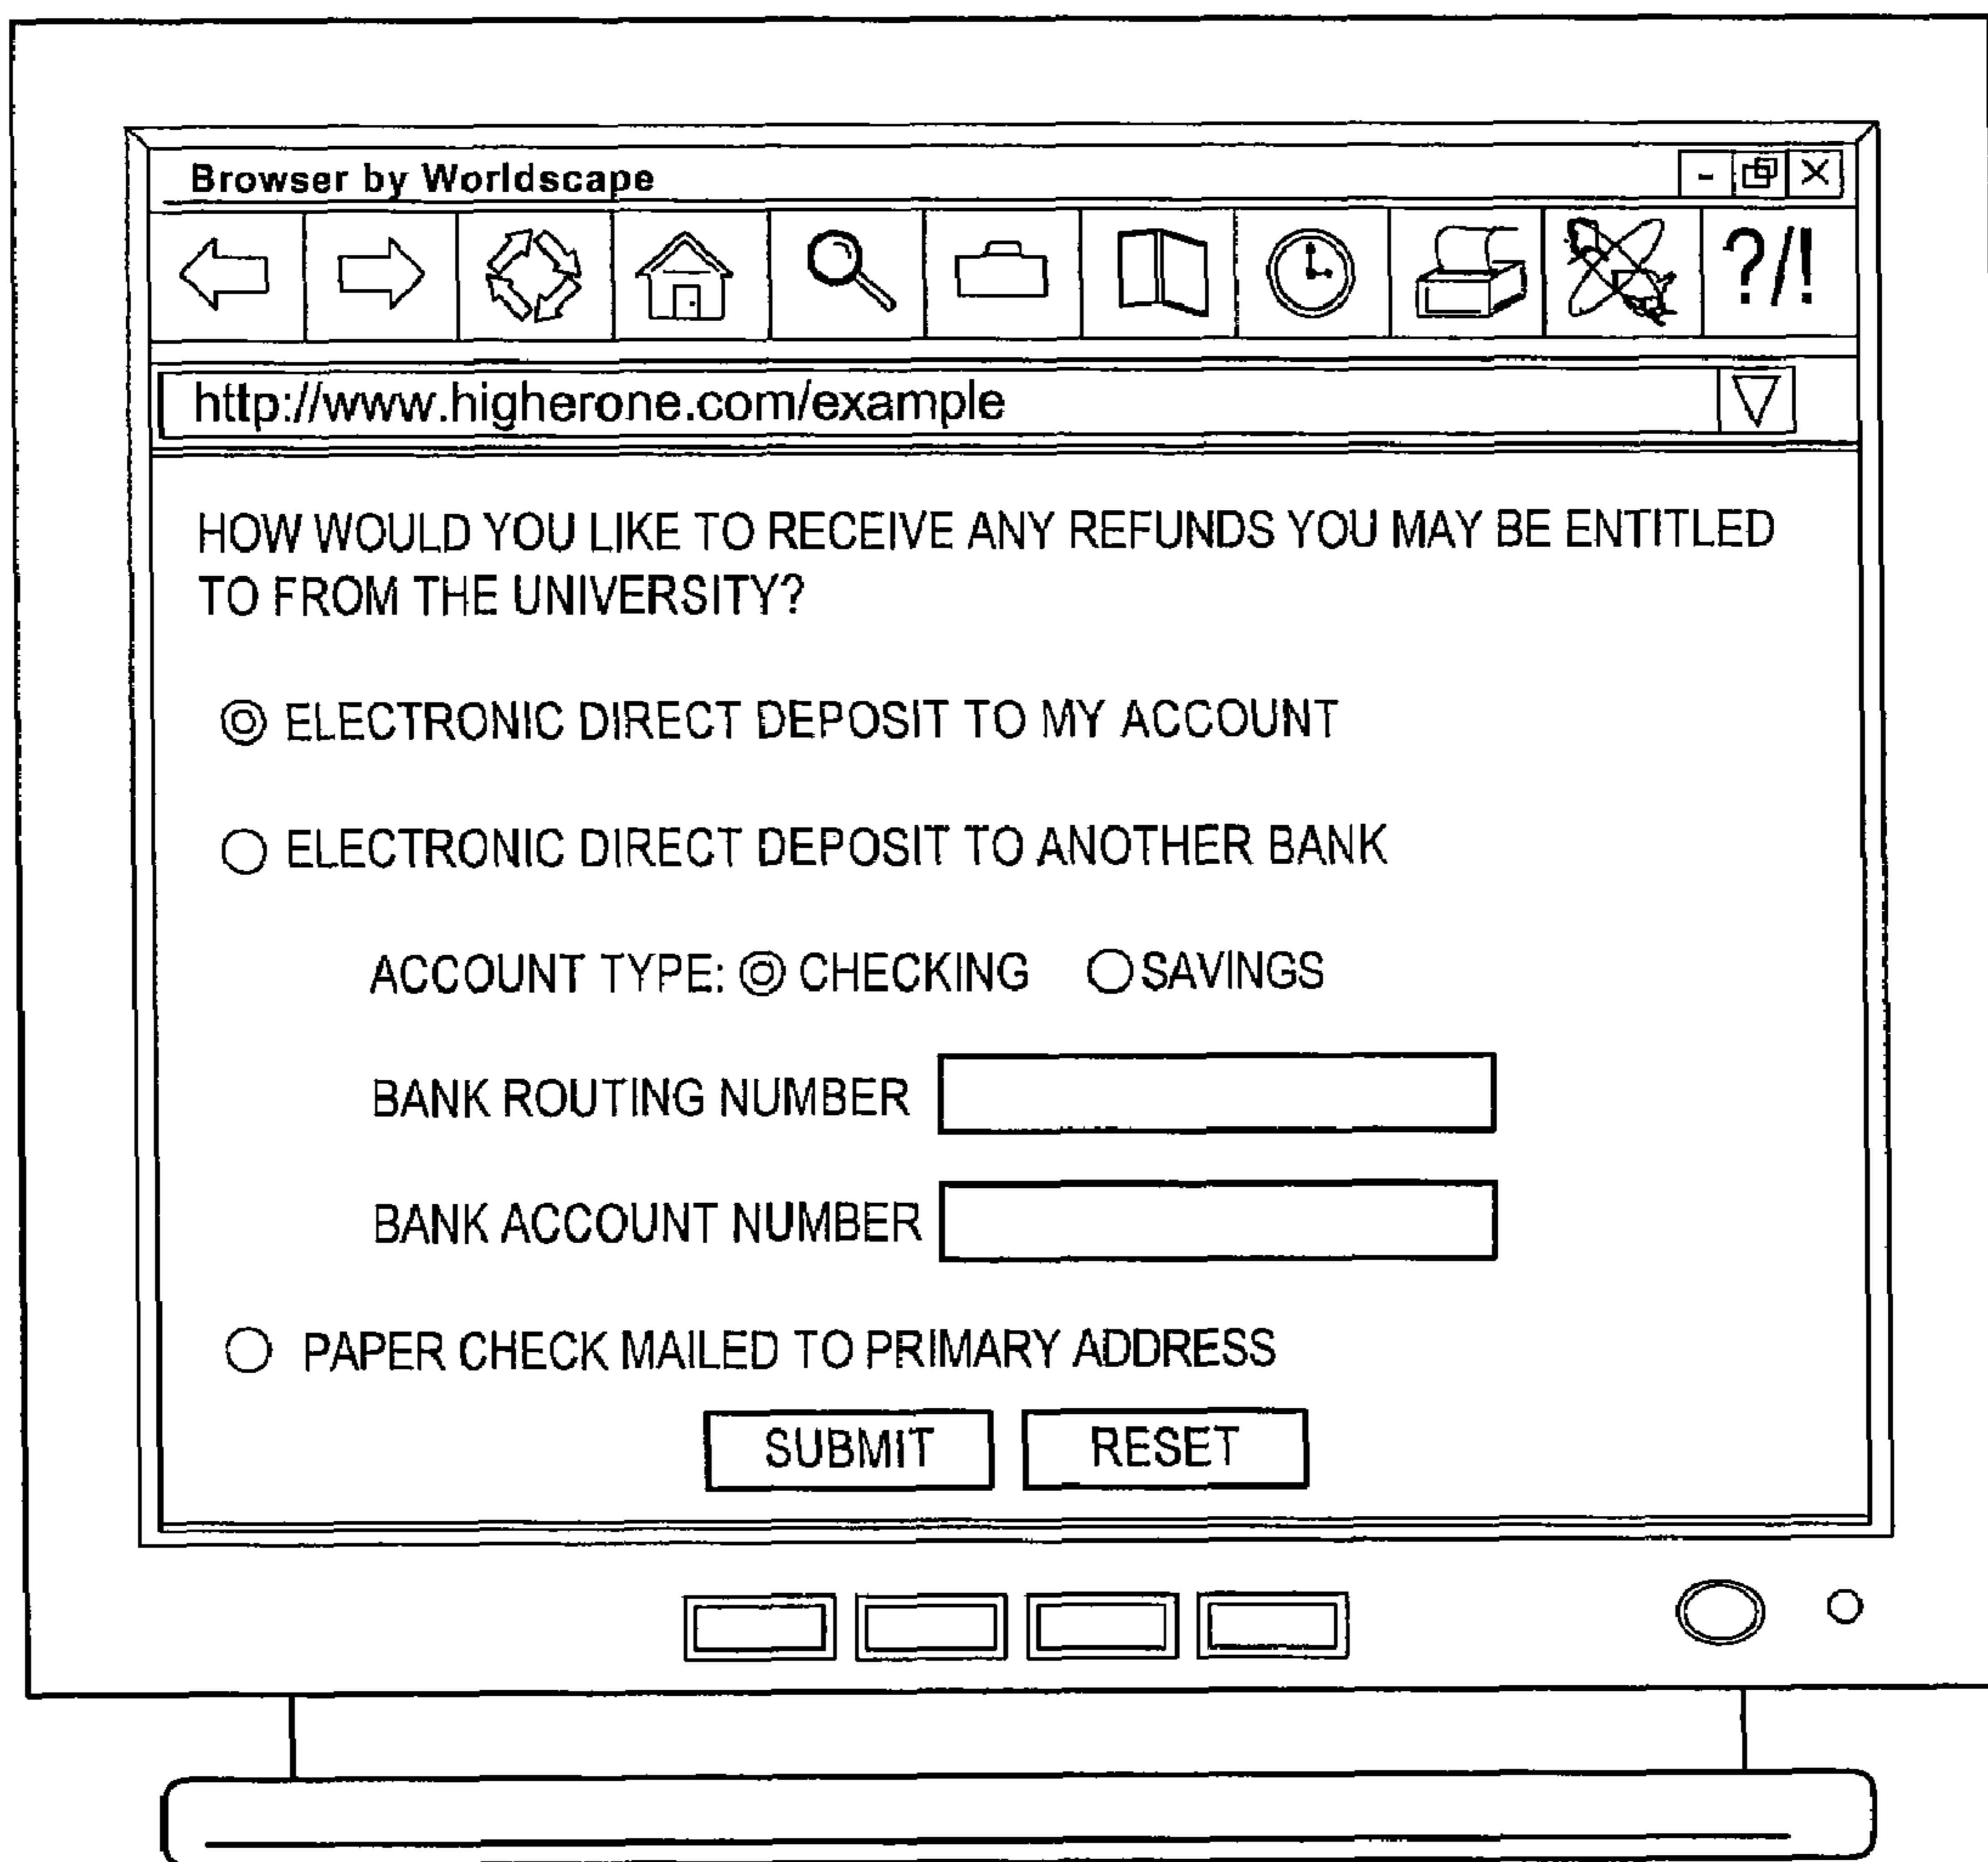 Browser by Worldscape
?/!
http://www.higherone.com/example
HOW WOULD YOU LIKE TO RECEIVE ANY REFUNDS YOU MAY BE ENTITLED
TO FROM THE UNIVERSITY?
ELECTRONIC DIRECT DEPOSIT TO MY ACCOUNT
ELECTRONIC DIRECT DEPOSIT TO ANOTHER BANK
ACCOUNT TYPE: CHECKING SAVINGS
BANK ROUTING NUMBER
BANK ACCOUNT NUMBER
PAPER CHECK MAILED TO PRIMARY ADDRESS
SUBMIT RESET